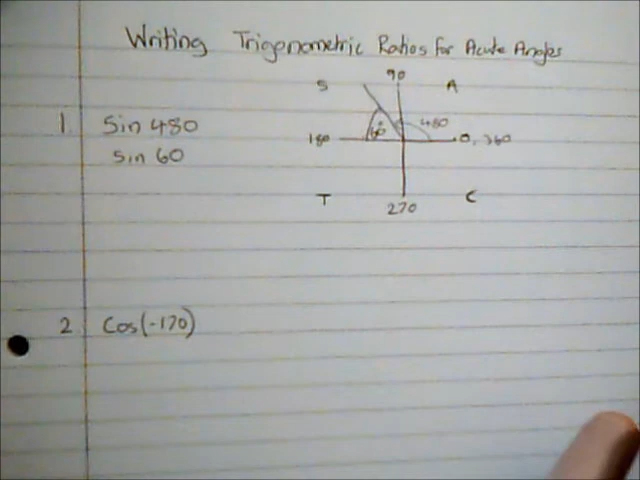 Writing Trigonometric Ratios for Acute Angles
90
S A
1 Sin 480
60 480
180 0, 360
sin 60
T C
270
2 Cos(-170)